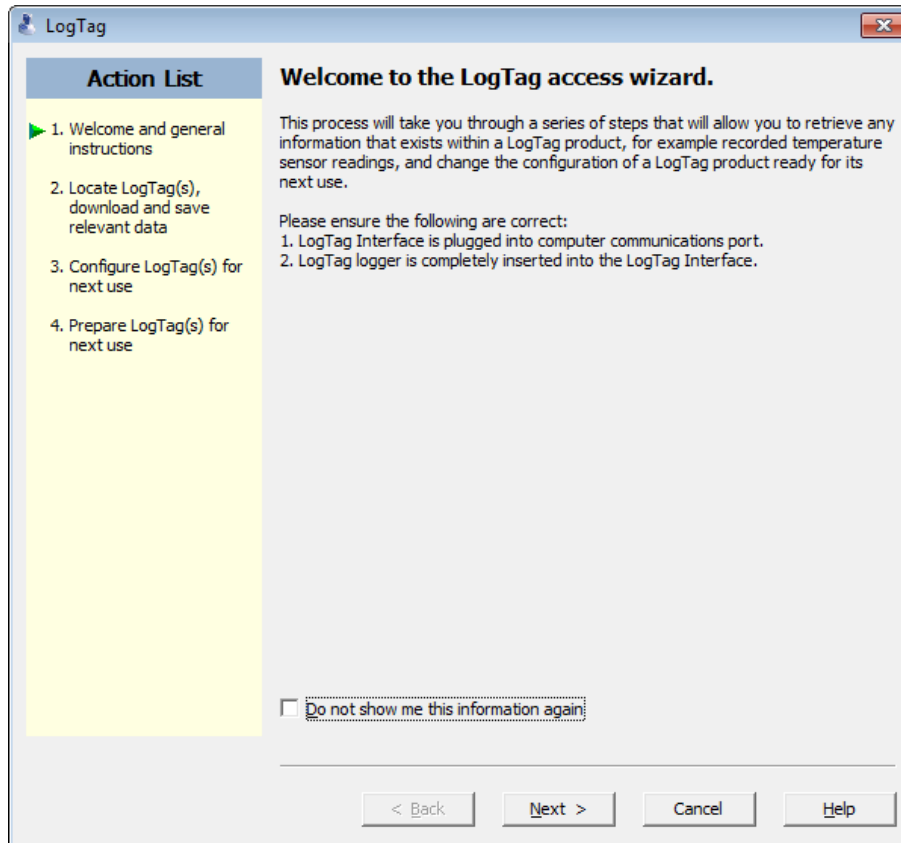 LogTag
Action List
1. Welcome and general
instructions
2. Locate LogTag(s),
download and save
relevant data
3. Configure LogTag(s) for
next use
4. Prepare LogTag(s) for
next use
Welcome to the LogTag access wizard.
This process will take you through a series of steps that will allow you to retrieve any
information that exists within a LogTag product, for example recorded temperature
sensor readings, and change the configuration of a LogTag product ready for its
next use.
Please ensure the following are correct:
1. LogTag Interface is plugged into computer communications port.
2. LogTag logger is completely inserted into the LogTag Interface.
Do not show me this information again
< Back Next > Cancel Help